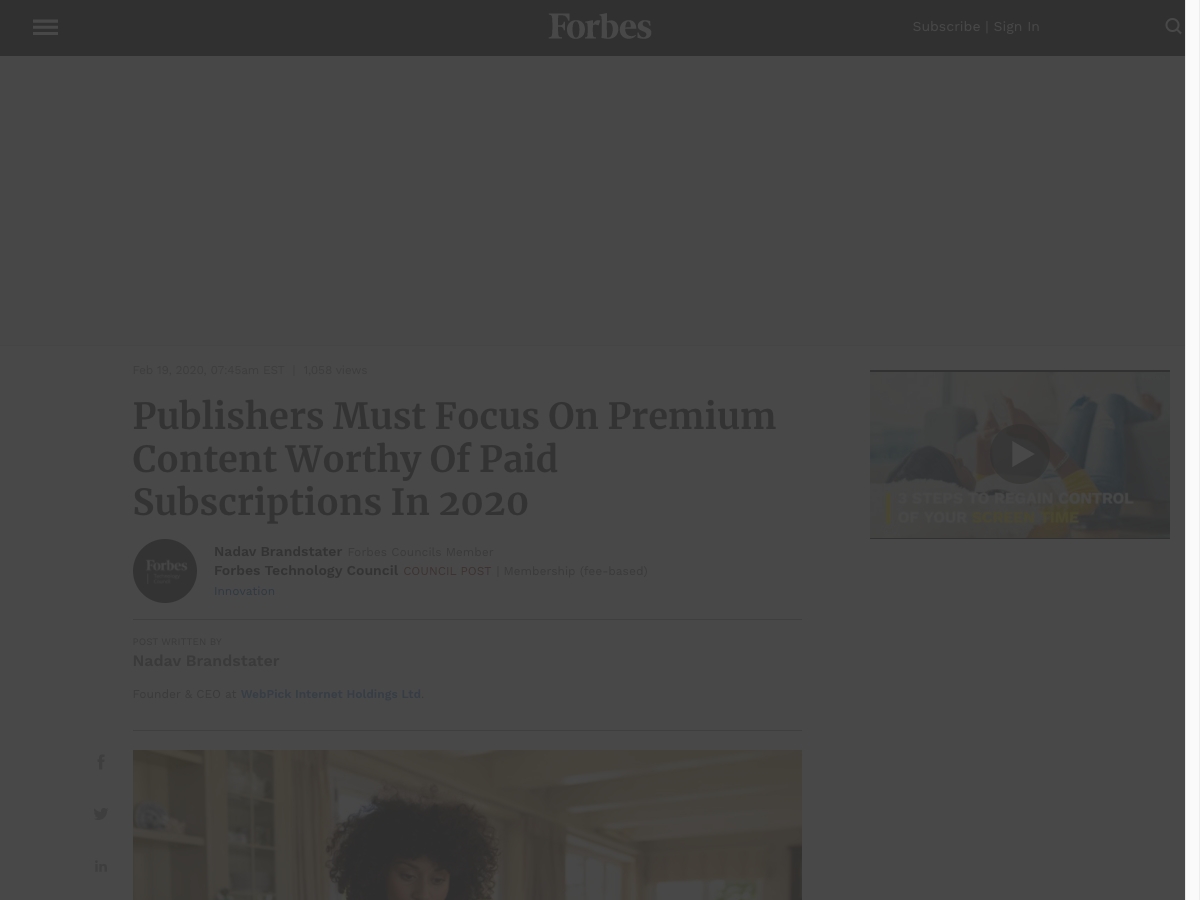 Forbes
Subscribe | Sign In
Feb 19, 2020, 07:45am EST | 1,058 views
Publishers Must Focus On Premium
Content Worthy Of Paid
Subscriptions In 2020
3 STEPS TO REGAIN CONTROL
OF YOUR SCREEN TIME
Forbes
Nadav Brandstater Forbes Councils Member
Forbes Technology Council COUNCIL POST | Membership (fee-based)
Innovation
POST WRITTEN BY
Nadav Brandstater
Founder & CEO at WebPick Internet Holdings Ltd.